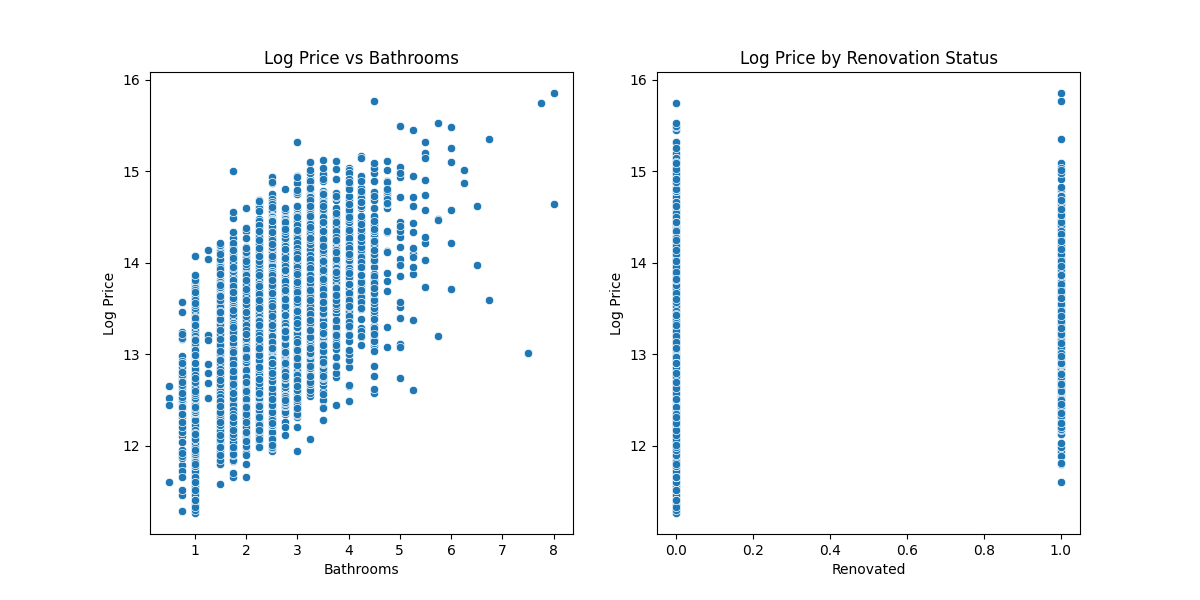 Log Price vs Bathrooms
Log Price
16
15
14
13
12
1 2 3 4 5 6 7 8
Bathrooms
Log Price by Renovation Status
Log Price
16
15
14
13
12
0.0 0.2 0.4 0.6 0.8 1.0
Renovated